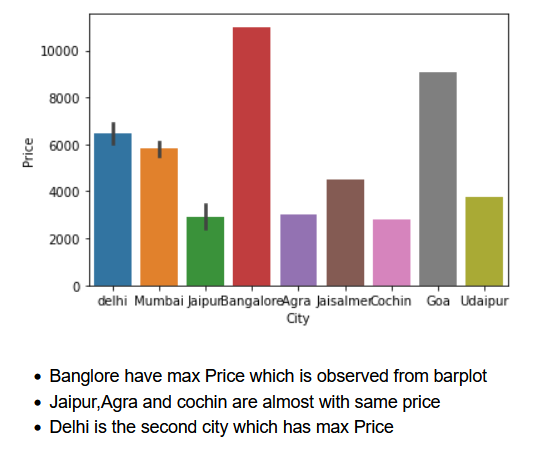 10000
8000
6000
4000
2000
0
Price
delhi Mumbai Jaipur Bangalore Agra Jaisalmer Cochin Goa Udaipur
City
• Banglore have max Price which is observed from barplot
• Jaipur,Agra and cochin are almost with same price
• Delhi is the second city which has max Price